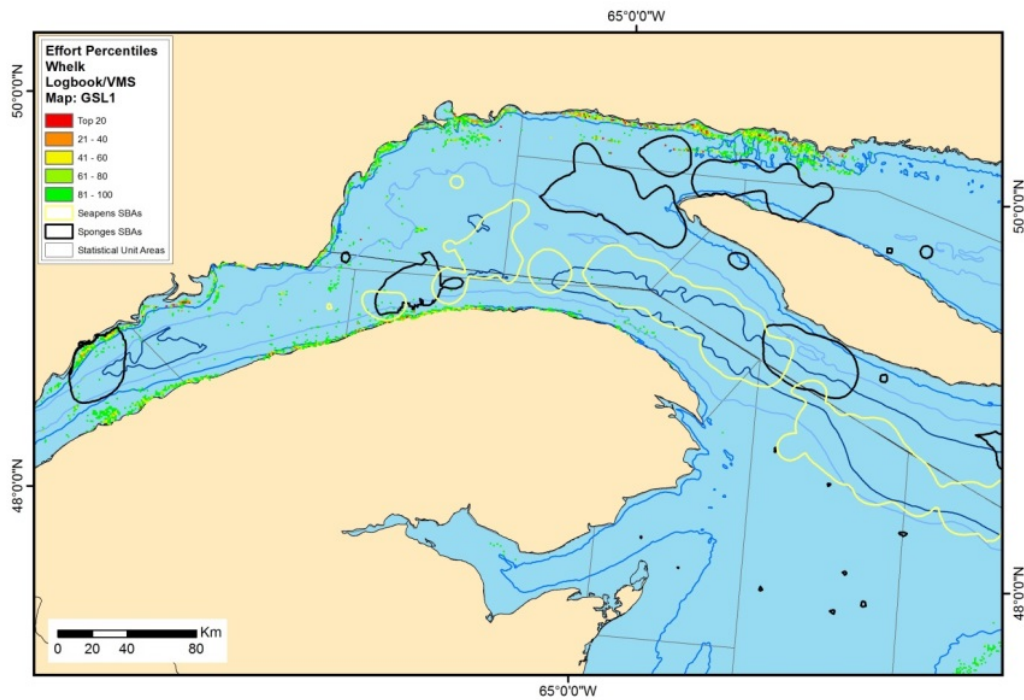 65°0'0"W
Effort Percentiles
Whelk
Logbook/VMS
Map: GSL1
Top 20
21 - 40
41 - 60
61 - 80
81 - 100
Seapens SBAs
Sponges SBAs
Statistical Unit Areas
50°0'0"N
50°0'0"N
48°0'0"N
48°0'0"N
Km
0 20 40 80
65°0'0"W